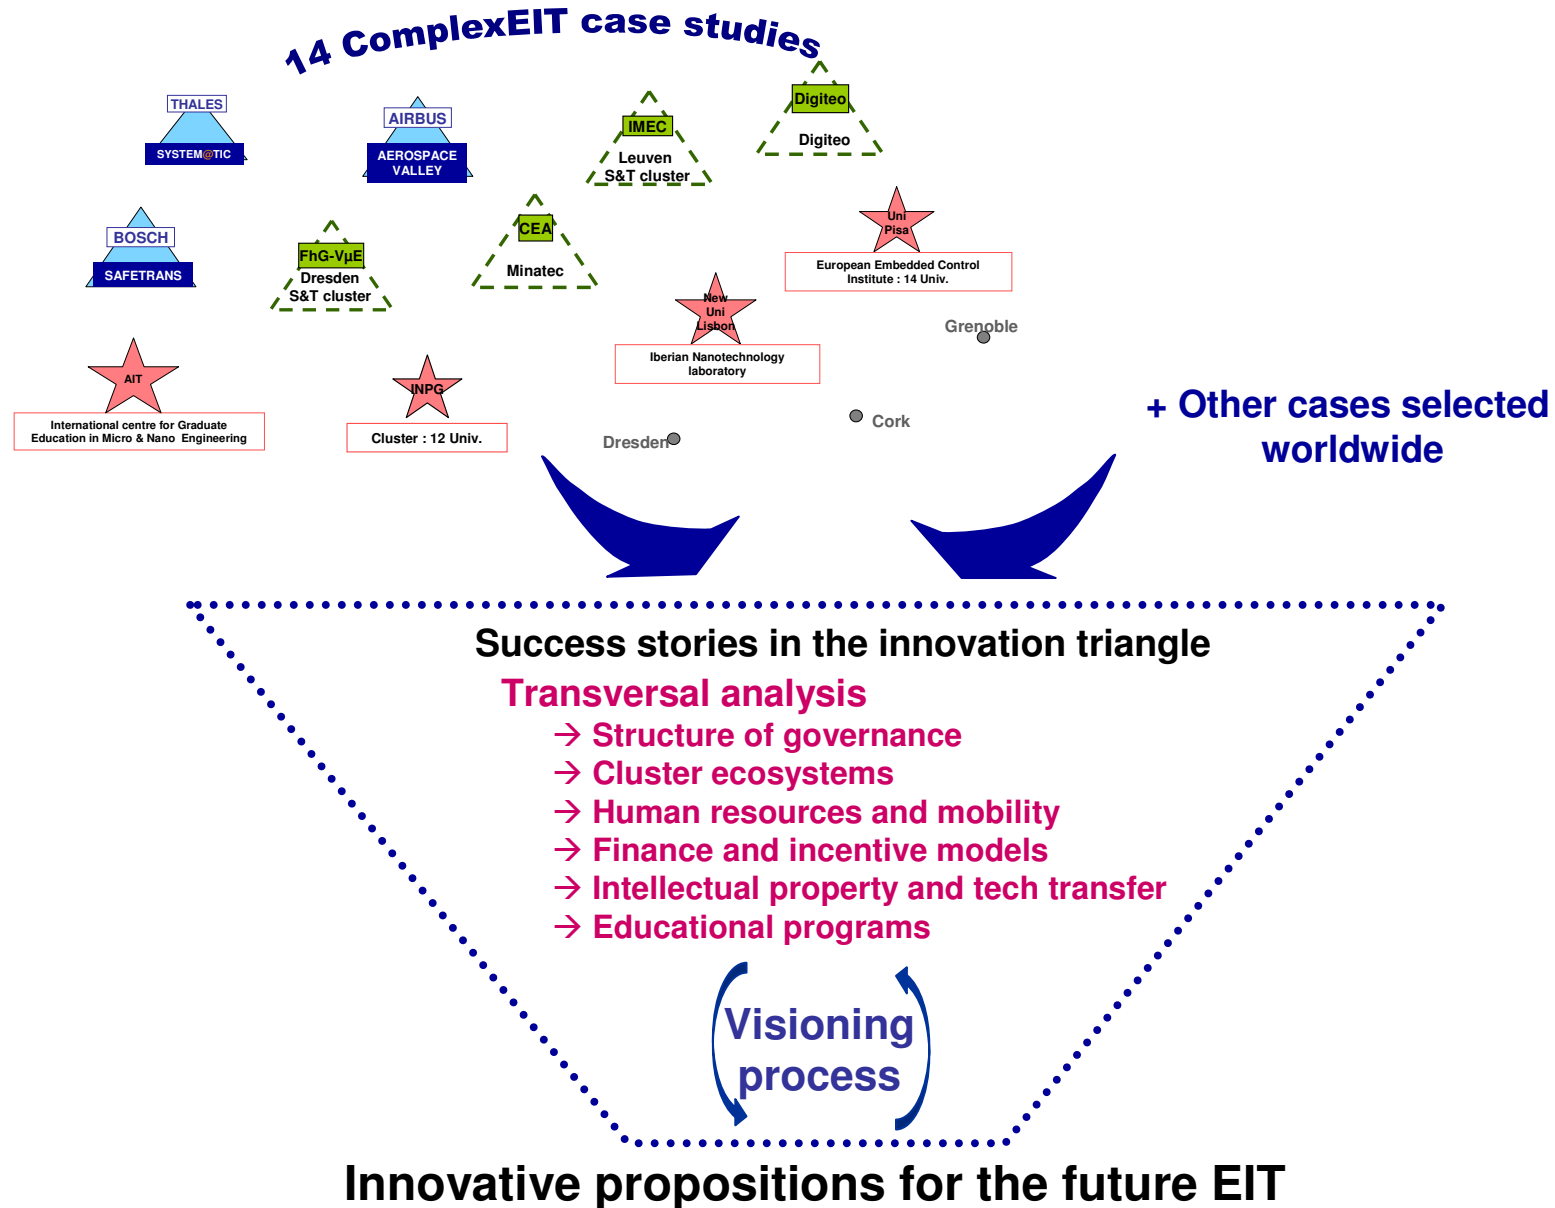 14 ComplexEIT case studies
THALES
SYSTEM@TIC
AIRBUS
AEROSPACE
VALLEY
IMEC
Leuven
S&T cluster
Digiteo
Digiteo
BOSCH
SAFETRANS
FhG-VµE
Dresden
S&T cluster
CEA
Minatec
Uni
Pisa
European Embedded Control
Institute : 14 Univ.
New
Uni
Lisbon
Iberian Nanotechnology
laboratory
Grenoble
AIT
International centre for Graduate
Education in Micro & Nano Engineering
INPG
Cluster : 12 Univ.
Dresden
Cork
+ Other cases selected
worldwide
Success stories in the innovation triangle
Transversal analysis
→ Structure of governance
→ Cluster ecosystems
→ Human resources and mobility
→ Finance and incentive models
→ Intellectual property and tech transfer
→ Educational programs
Visioning
process
Innovative propositions for the future EIT